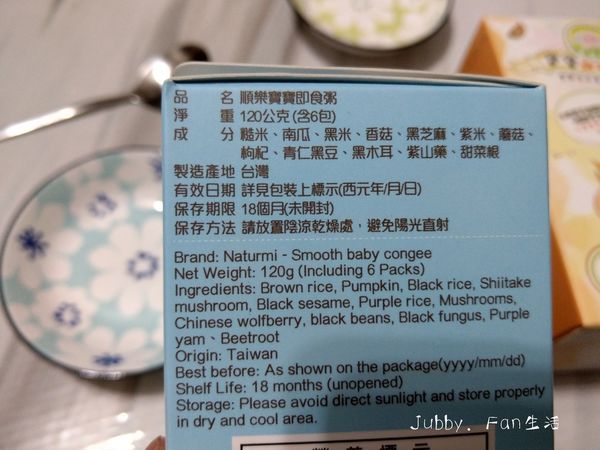 品名 順樂寶寶即食粥
淨重 120公克(含6包)
成分 糙米、南瓜、黑米、香菇、黑芝麻、紫米、蘑菇、
枸杞、青仁黑豆、黑木耳、紫山藥、甜菜根
製造產地 台灣
有效日期 詳見包裝上標示(西元年/月/日)
保存期限 18個月(未開封)
保存方法 請放置陰涼乾燥處，避免陽光直射
Brand: Naturmi - Smooth baby congee
Net Weight: 120g (Including 6 Packs)
Ingredients: Brown rice, Pumpkin, Black rice, Shiitake
mushroom, Black sesame, Purple rice, Mushrooms,
Chinese wolfberry, black beans, Black fungus, Purple
yam、Beetroot
Origin: Taiwan
Best before: As shown on the package(yyyy/mm/dd)
Shelf Life: 18 months (unopened)
Storage: Please avoid direct sunlight and store properly
in dry and cool area.
營養標示
Jubby. Fan生活